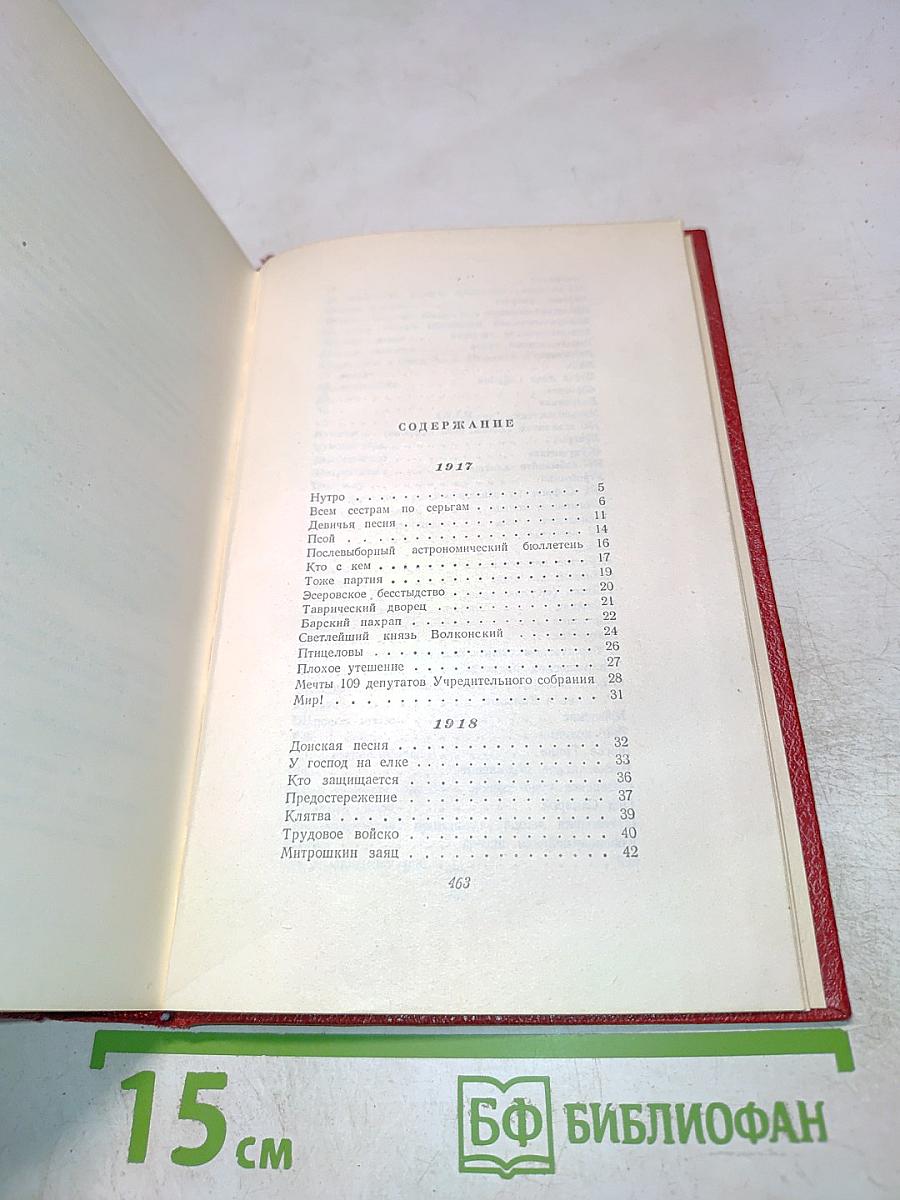 СОДЕРЖАНИЕ
1917
Нутро . . . . . . . . . . . . . . . . . 5
Всем сестрам по серьгам . . . . . . . . . 6
Девичья песня . . . . . . . . . . . . . . 11
Псой . . . . . . . . . . . . . . . . . . 14
Послевыборный астрономический бюллетень 16
Кто с кем . . . . . . . . . . . . . . . . 17
Тоже партия . . . . . . . . . . . . . . . 19
Эсеровское бесстыдство . . . . . . . . . . 20
Таврический дворец . . . . . . . . . . . . 21
Барский пахрап . . . . . . . . . . . . . . 22
Светлейший князь Волконский . . . . . . 24
Птицеловы . . . . . . . . . . . . . . . . 26
Плохое утешение . . . . . . . . . . . . . 27
Мечты 109 депутатов Учредительного собрания 28
Мир! . . . . . . . . . . . . . . . . . . 31
1918
Донская песня . . . . . . . . . . . . . . 32
У господ на елке . . . . . . . . . . . . . 33
Кто защищается . . . . . . . . . . . . . 36
Предостережение . . . . . . . . . . . . . 37
Клятва . . . . . . . . . . . . . . . . . 39
Трудовое войско . . . . . . . . . . . . . 40
Митрошкин заяц . . . . . . . . . . . . . 42
463
15 см
БФ БИБЛИОФАН